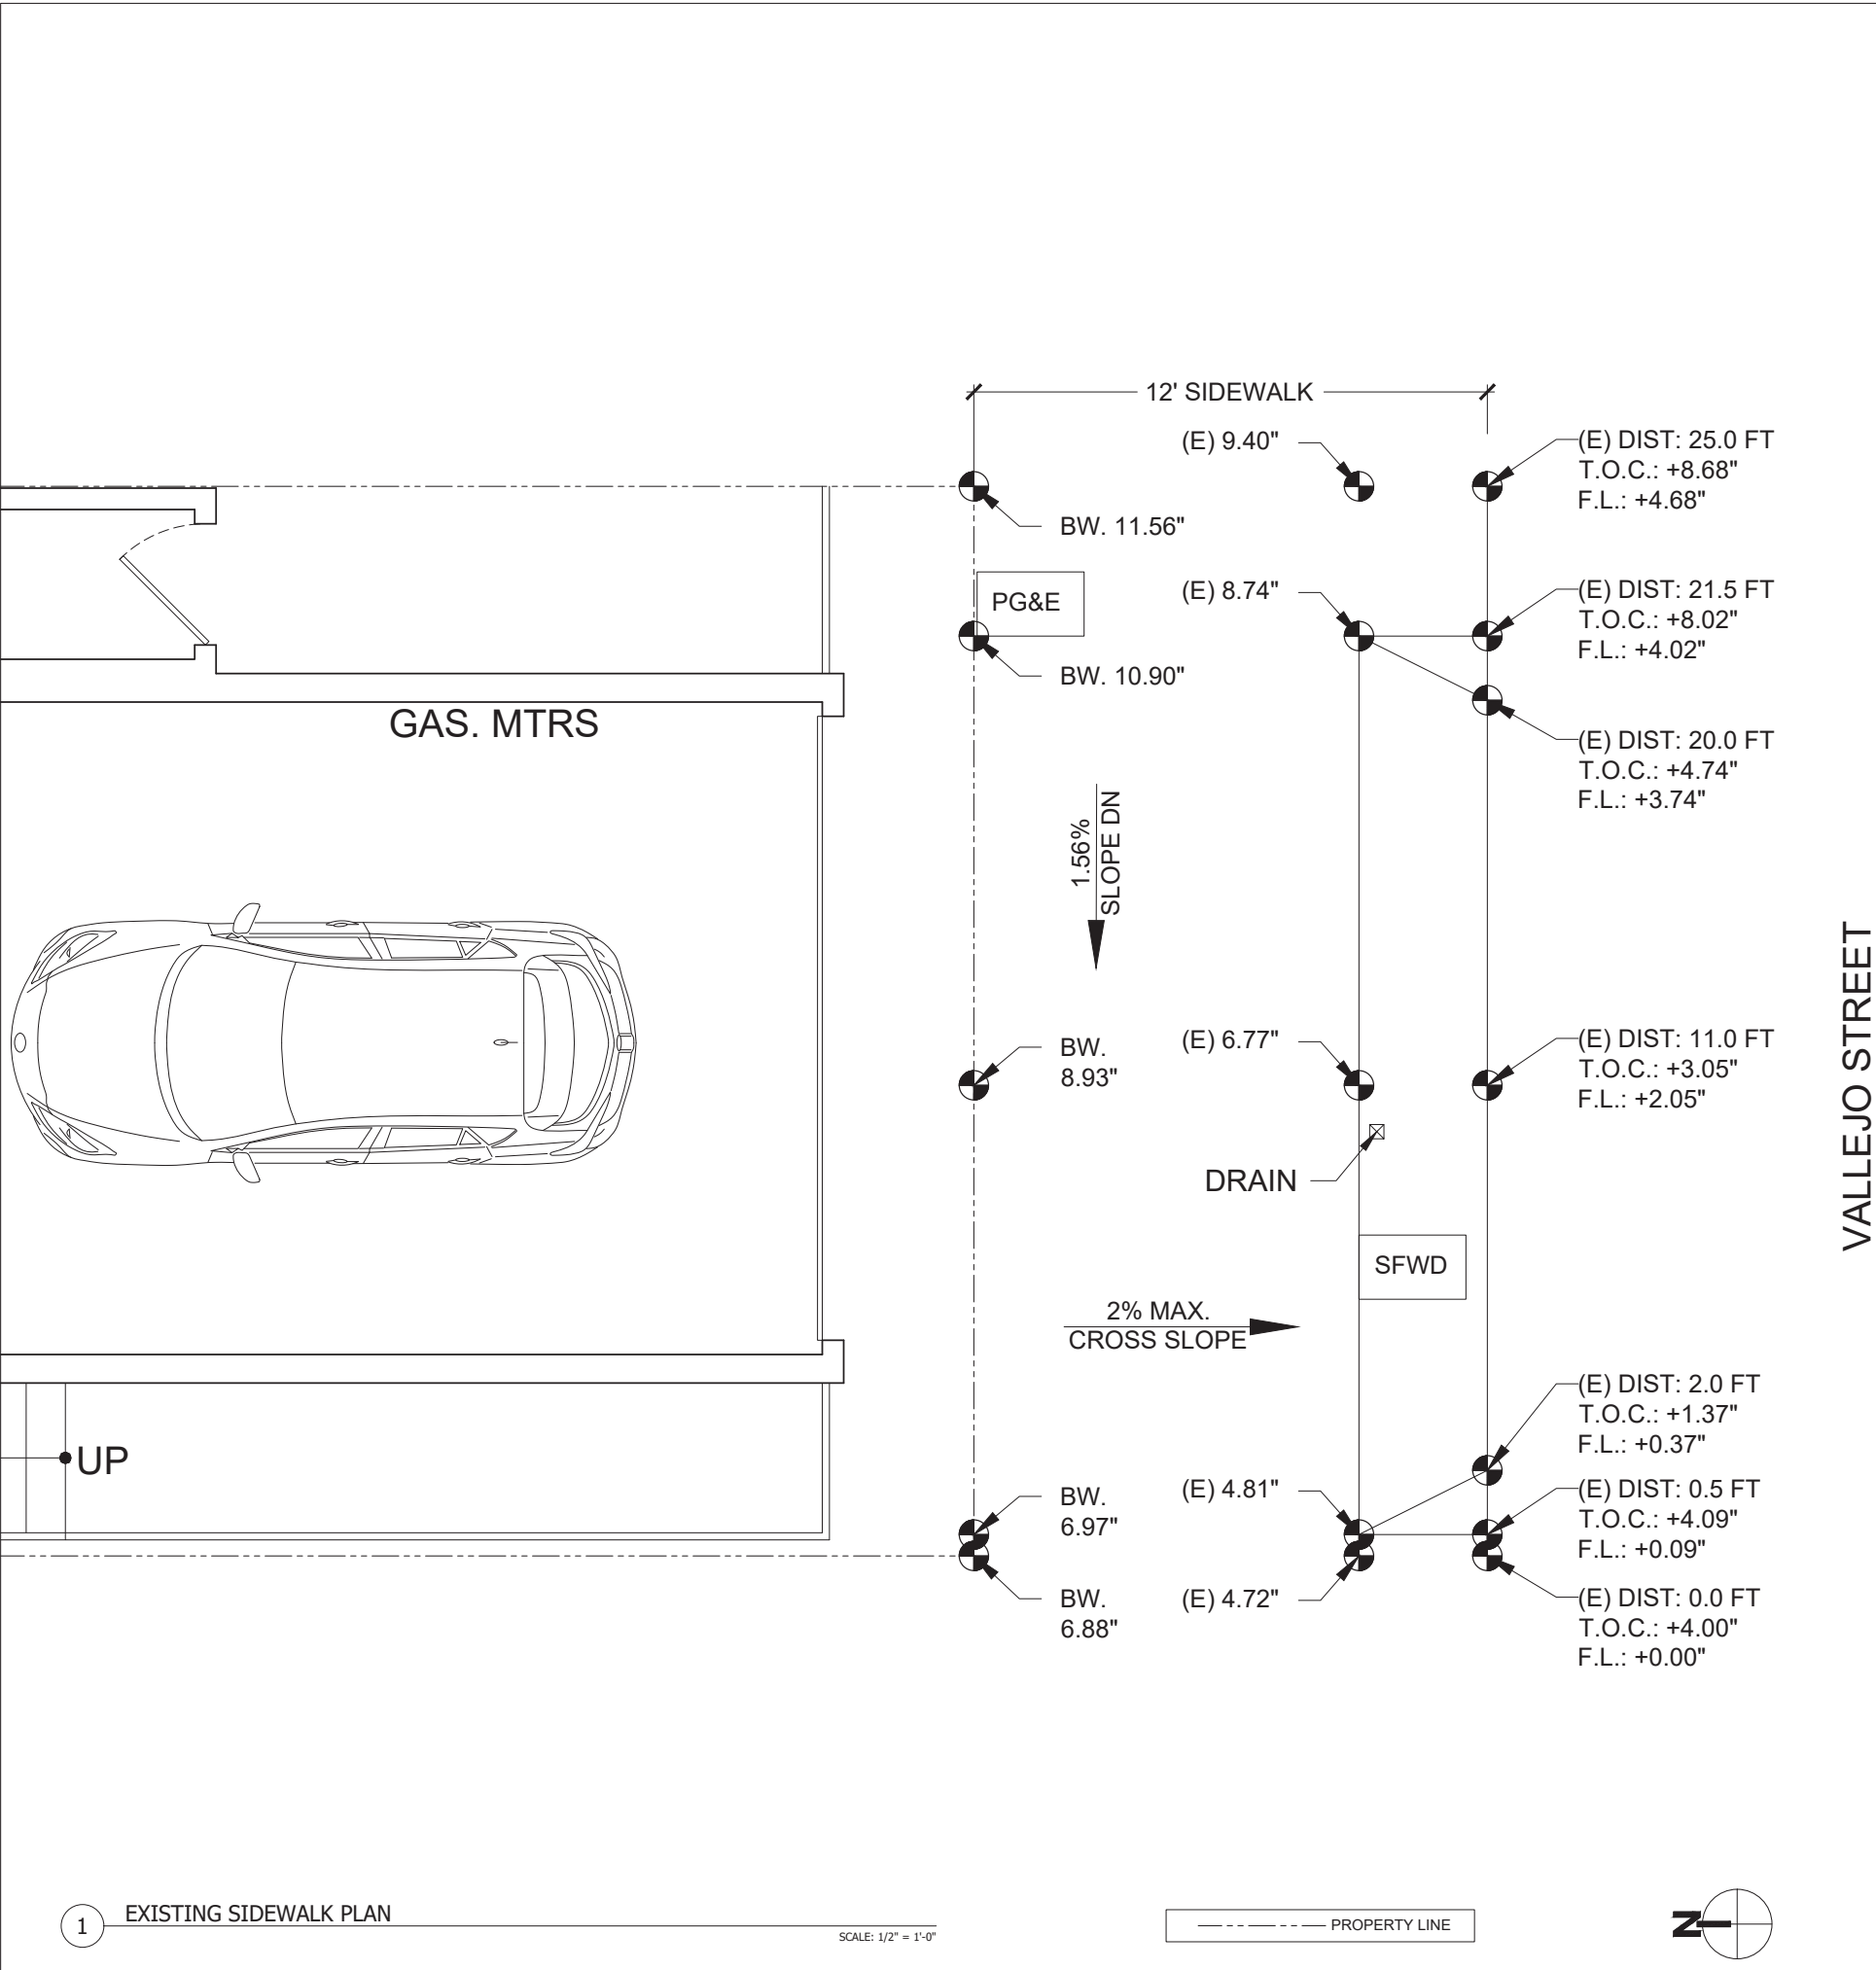 12' SIDEWALK
(E) 9.40"
(E) DIST: 25.0 FT
T.O.C.: +8.68"
F.L.: +4.68"
BW. 11.56"
PG&E
(E) 8.74"
(E) DIST: 21.5 FT
T.O.C.: +8.02"
F.L.: +4.02"
BW. 10.90"
GAS. MTRS
(E) DIST: 20.0 FT
T.O.C.: +4.74"
F.L.: +3.74"
1.56%
SLOPE DN
VALLEJO STREET
BW.
8.93"
(E) 6.77"
(E) DIST: 11.0 FT
T.O.C.: +3.05"
F.L.: +2.05"
DRAIN
SFWD
2% MAX.
CROSS SLOPE
(E) DIST: 2.0 FT
T.O.C.: +1.37"
F.L.: +0.37"
UP
BW.
6.97"
(E) 4.81"
(E) DIST: 0.5 FT
T.O.C.: +4.09"
F.L.: +0.09"
BW.
6.88"
(E) 4.72"
(E) DIST: 0.0 FT
T.O.C.: +4.00"
F.L.: +0.00"
1
EXISTING SIDEWALK PLAN
SCALE: 1/2" = 1'-0"
PROPERTY LINE
N